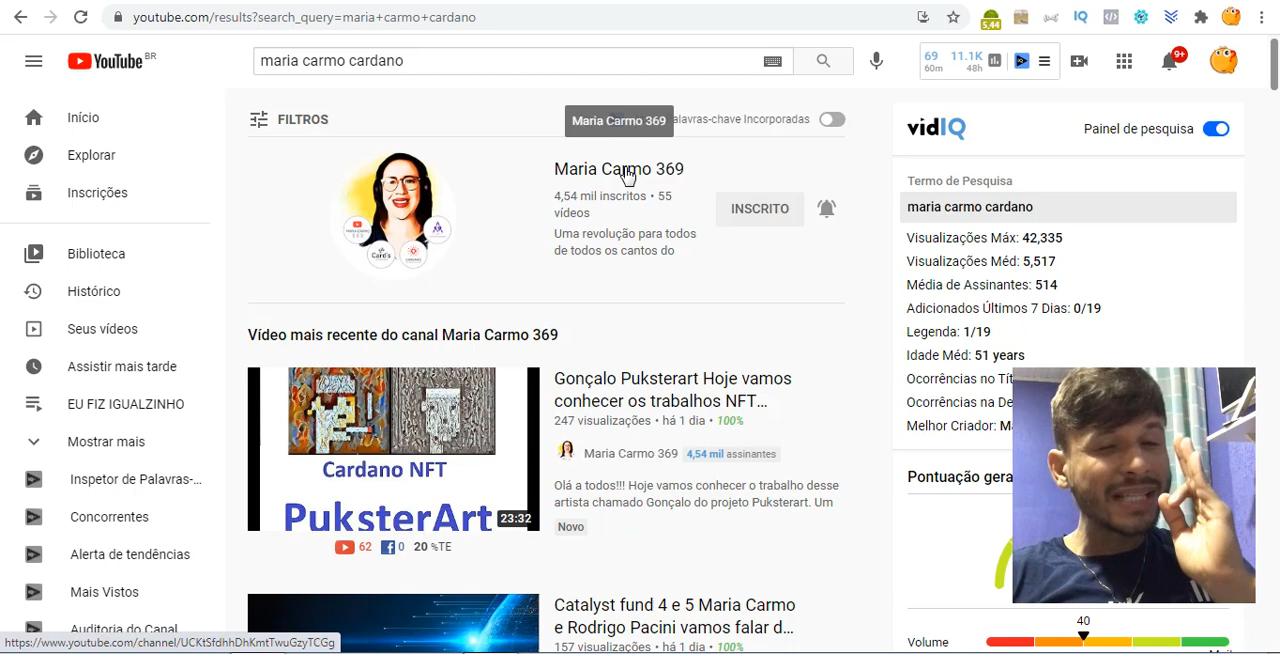 youtube.com/results?search_query=maria+carmo+cardano
5,44
IQ
YouTube BR
maria carmo cardano
69 11.1K
60m 48h
9+
Início
Explorar
Inscrições
Biblioteca
Histórico
Seus vídeos
Assistir mais tarde
EU FIZ IGUALZINHO
Mostrar mais
Inspetor de Palavras-...
Concorrentes
Alerta de tendências
Mais Vistos
Auditoria do Canal
https://www.youtube.com/channel/UCKtSfdhhDhKmtTwuGzyTCGg
FILTROS
Maria Carmo 369
alavras-chave Incorporadas
Maria Carmo 369
4,54 mil inscritos • 55
vídeos
Uma revolução para todos
de todos os cantos do
INSCRITO
Vídeo mais recente do canal Maria Carmo 369
Cardano NFT
PuksterArt
23:32
62 0 20 %TE
Gonçalo Puksterart Hoje vamos
conhecer os trabalhos NFT...
247 visualizações • há 1 dia • 100%
Maria Carmo 369 4,54 mil assinantes
Olá a todos!!! Hoje vamos conhecer o trabalho desse
artista chamado Gonçalo do projeto Puksterart. Um
Novo
Catalyst fund 4 e 5 Maria Carmo
e Rodrigo Pacini vamos falar d...
157 visualizações • há 1 dia • 100%
vidIQ
Painel de pesquisa
Termo de Pesquisa
maria carmo cardano
Visualizações Máx: 42,335
Visualizações Méd: 5,517
Média de Assinantes: 514
Adicionados Últimos 7 Dias: 0/19
Legenda: 1/19
Idade Méd: 51 years
Ocorrências no Tít
Ocorrências na De
Melhor Criador: Ma
Pontuação gera
40
Volume